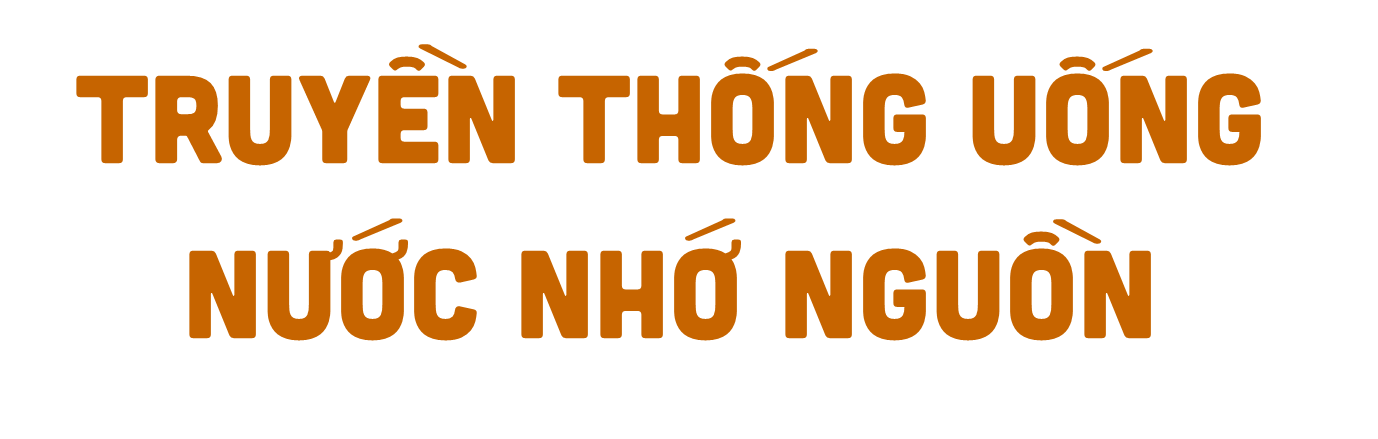 TRUYỀN THỐNG UỐNG
NƯỚC NHỚ NGUỒN